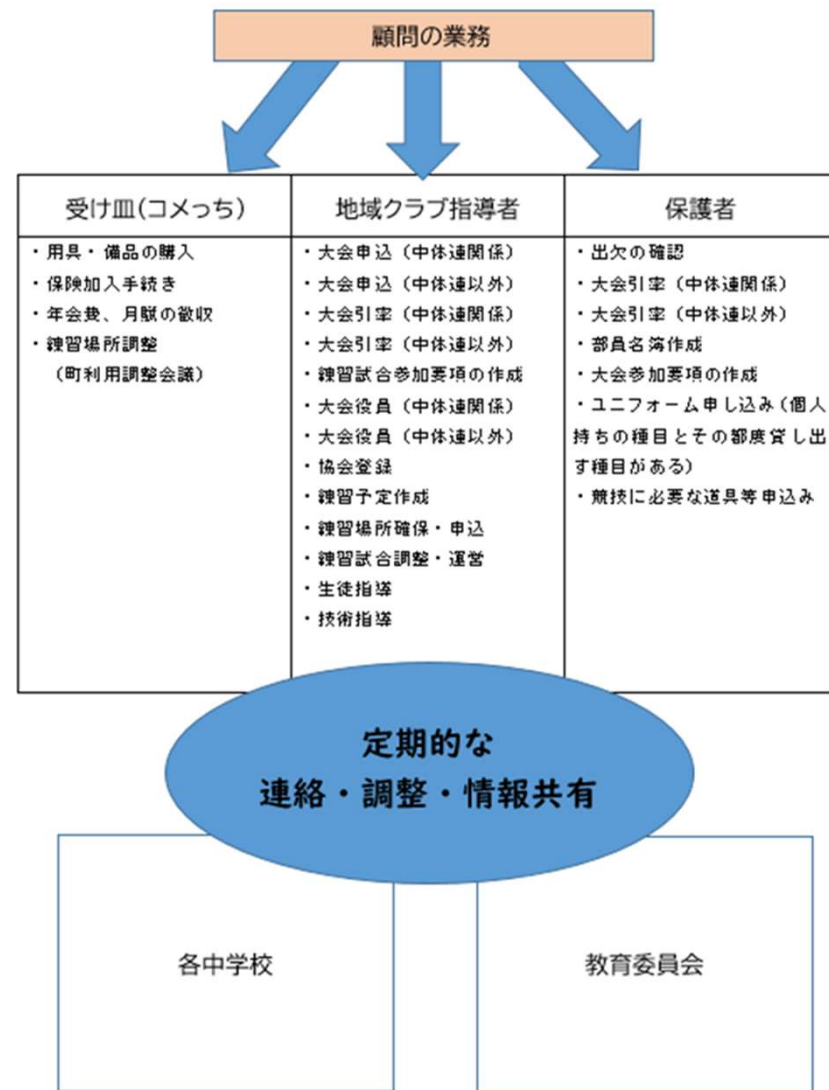 顧問の業務
受け皿(コメっち)
・用具・備品の購入
・保険加入手続き
・年会費、月謝の徴収
・練習場所調整
（町利用調整会議）
地域クラブ指導者
・大会申込（中体連関係）
・大会申込（中体連以外）
・大会引率（中体連関係）
・大会引率（中体連以外）
・練習試合参加要項の作成
・大会役員（中体連関係）
・大会役員（中体連以外）
・協会登録
・練習予定作成
・練習場所確保・申込
・練習試合調整・運営
・生徒指導
・技術指導
保護者
・出欠の確認
・大会引率（中体連関係）
・大会引率（中体連以外）
・部員名簿作成
・大会参加要項の作成
・ユニフォーム申し込み（個人
持ちの種目とその都度貸し出
す種目がある）
・競技に必要な道具等申込み
定期的な
連絡・調整・情報共有
各中学校
教育委員会